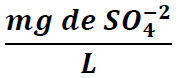 mg de SO₄⁻²
L